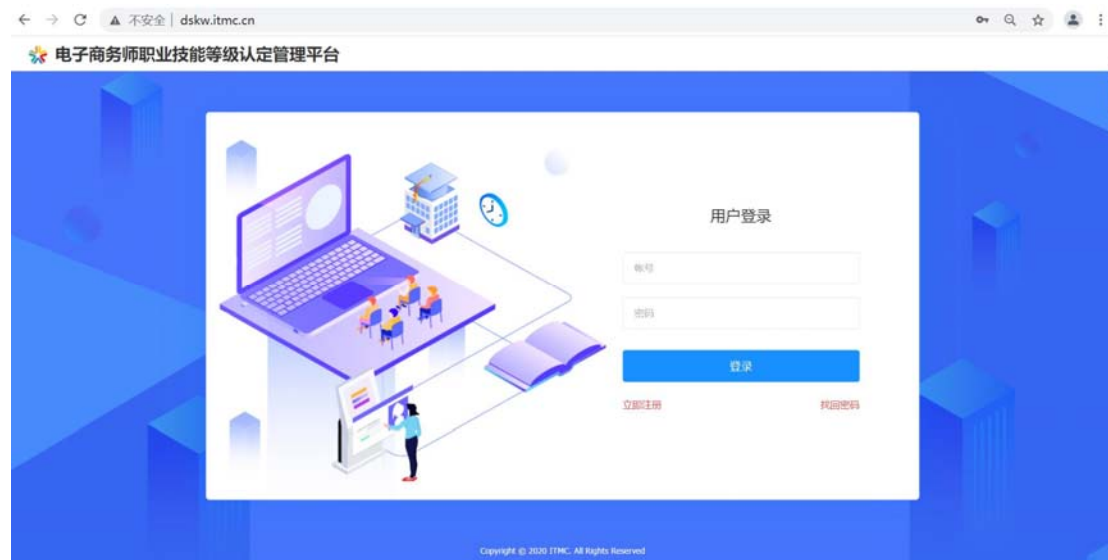 不安全 | dskw.itmc.cn
电子商务师职业技能等级认定管理平台
用户登录
帐号
密码
登录
立即注册 找回密码
Copyright © 2020 ITMC. All Rights Reserved